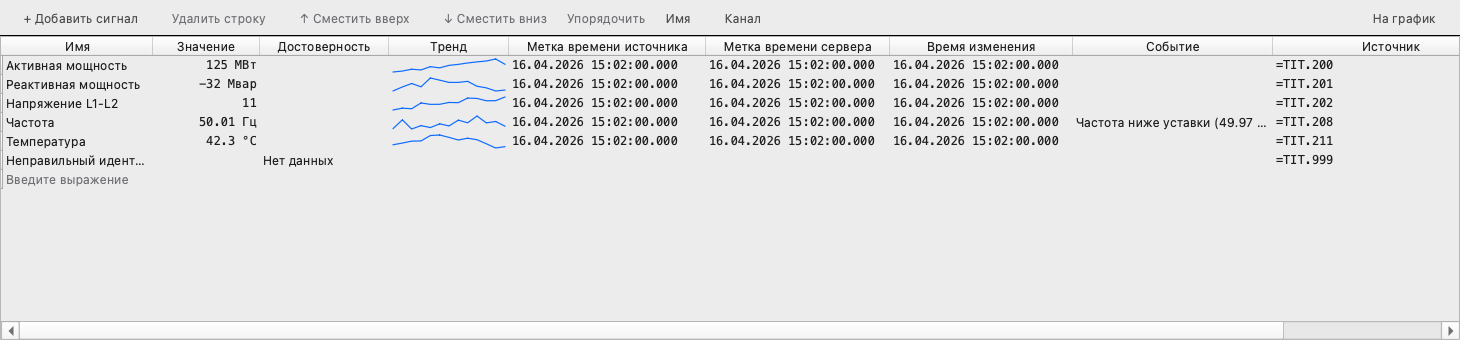 + Добавить сигнал Удалить строку ↑ Сместить вверх ↓ Сместить вниз Упорядочить Имя Канал На график
Имя Значение Достоверность Тренд Метка времени источника Метка времени сервера Время изменения Событие Источник
Активная мощность 125 МВт 16.04.2026 15:02:00.000 16.04.2026 15:02:00.000 16.04.2026 15:02:00.000 =TIT.200
Реактивная мощность −32 Мвар 16.04.2026 15:02:00.000 16.04.2026 15:02:00.000 16.04.2026 15:02:00.000 =TIT.201
Напряжение L1-L2 11 16.04.2026 15:02:00.000 16.04.2026 15:02:00.000 16.04.2026 15:02:00.000 =TIT.202
Частота 50.01 Гц 16.04.2026 15:02:00.000 16.04.2026 15:02:00.000 16.04.2026 15:02:00.000 Частота ниже уставки (49.97 ... =TIT.208
Температура 42.3 °C 16.04.2026 15:02:00.000 16.04.2026 15:02:00.000 16.04.2026 15:02:00.000 =TIT.211
Неправильный идент... Нет данных =TIT.999
Введите выражение